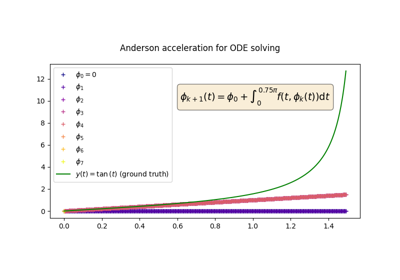 Anderson acceleration for ODE solving
ϕ₀ = 0
ϕ₁
ϕ₂
ϕ₃
ϕ₄
ϕ₅
ϕ₆
ϕ₇
y(t) = tan(t) (ground truth)
ϕₖ₊₁(t) = ϕ₀ + ∫₀^0.75π f(t, ϕₖ(t))dt
12
10
8
6
4
2
0
0.0 0.2 0.4 0.6 0.8 1.0 1.2 1.4